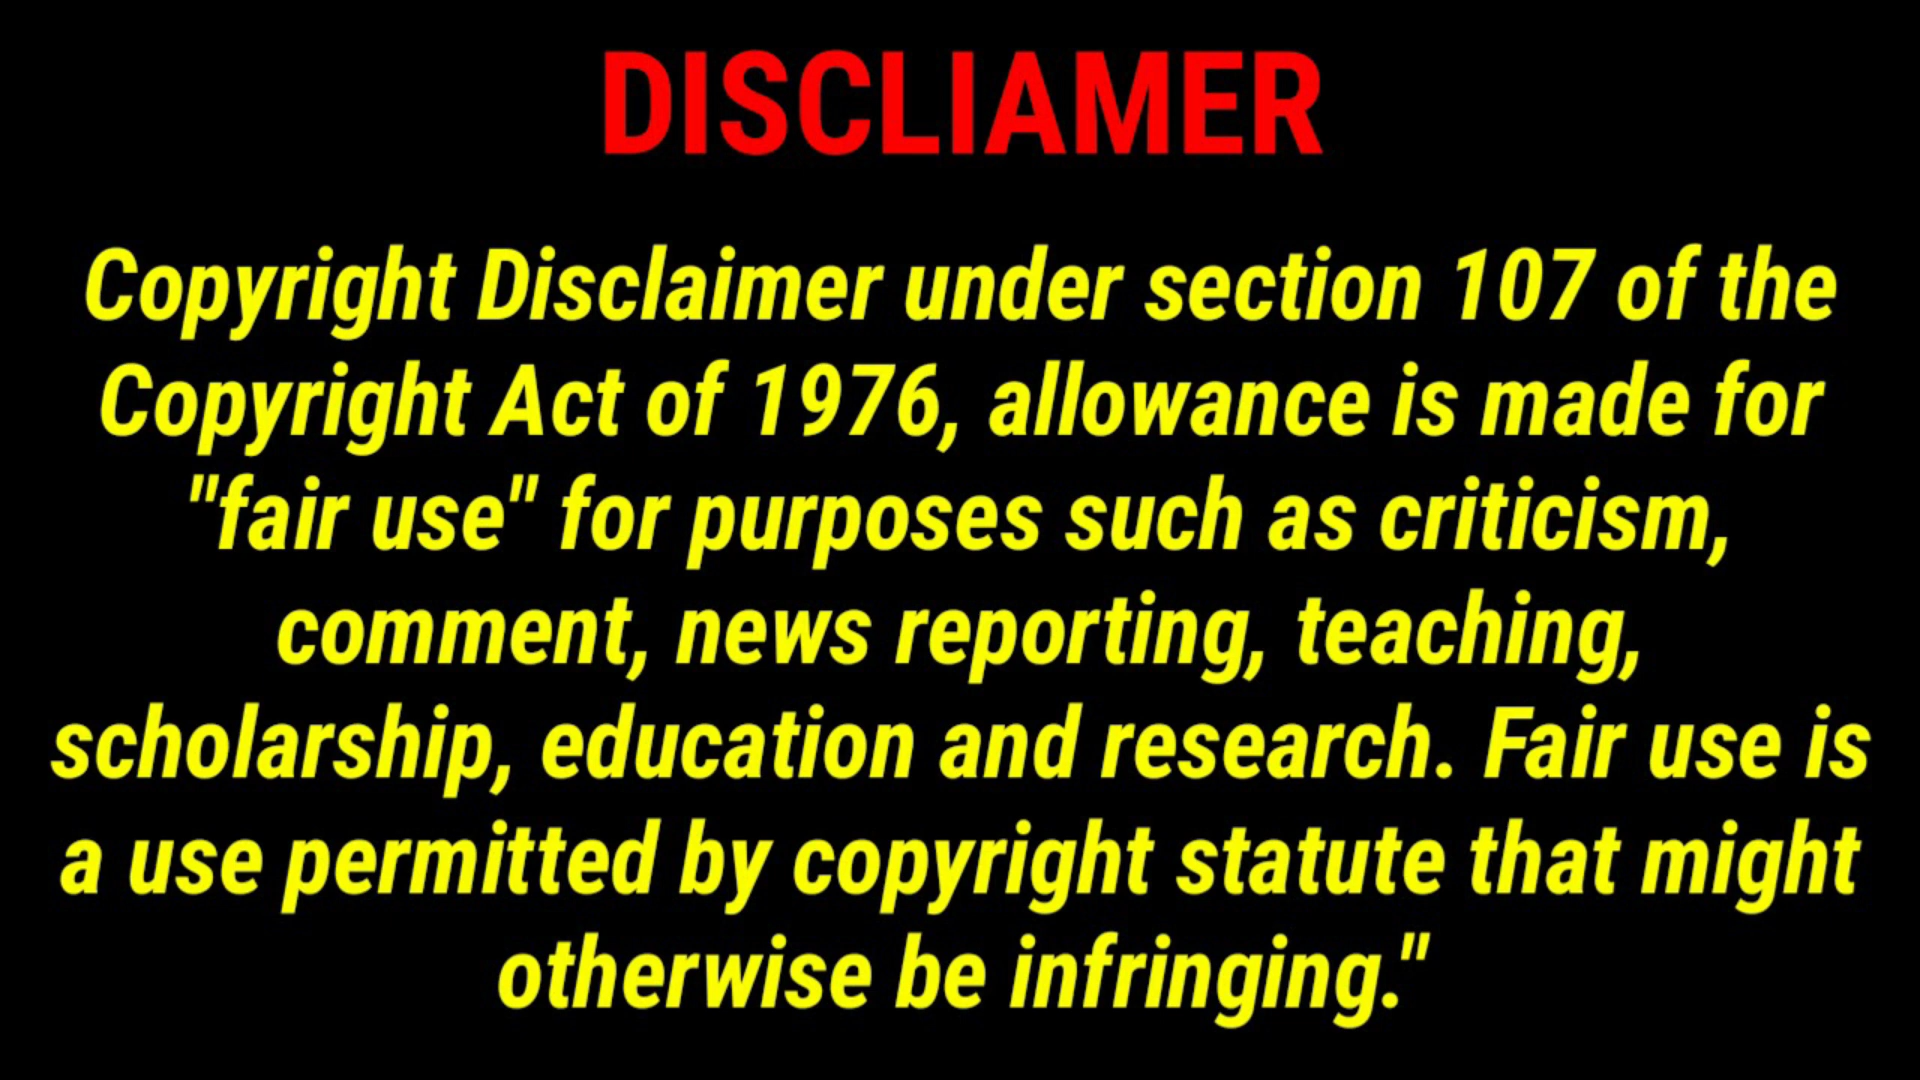 DISCLIAMER
Copyright Disclaimer under section 107 of the
Copyright Act of 1976, allowance is made for
"fair use" for purposes such as criticism,
comment, news reporting, teaching,
scholarship, education and research. Fair use is
a use permitted by copyright statute that might
otherwise be infringing."